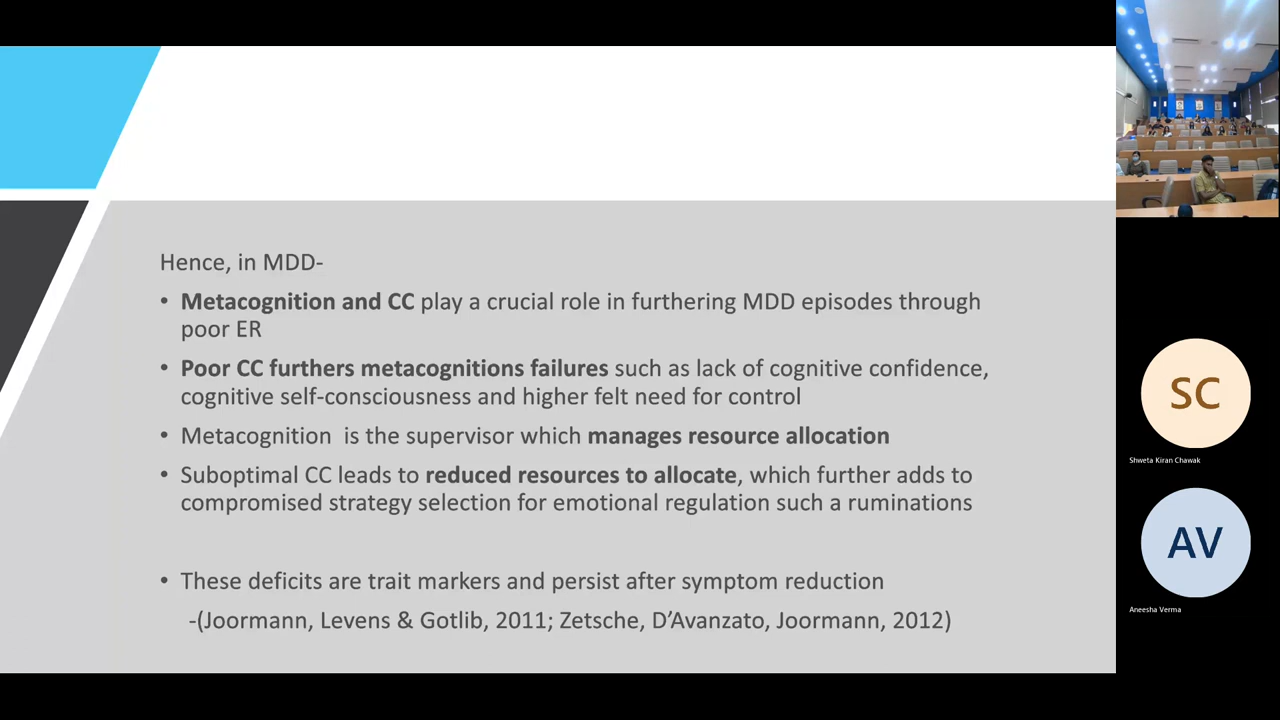 Hence, in MDD-
• Metacognition and CC play a crucial role in furthering MDD episodes through
poor ER
• Poor CC furthers metacognitions failures such as lack of cognitive confidence,
cognitive self-consciousness and higher felt need for control
• Metacognition is the supervisor which manages resource allocation
• Suboptimal CC leads to reduced resources to allocate, which further adds to
compromised strategy selection for emotional regulation such a ruminations
• These deficits are trait markers and persist after symptom reduction
-(Joormann, Levens & Gotlib, 2011; Zetsche, D’Avanzato, Joormann, 2012)
SC
Shweta Kiran Chawak
AV
Aneesha Verma